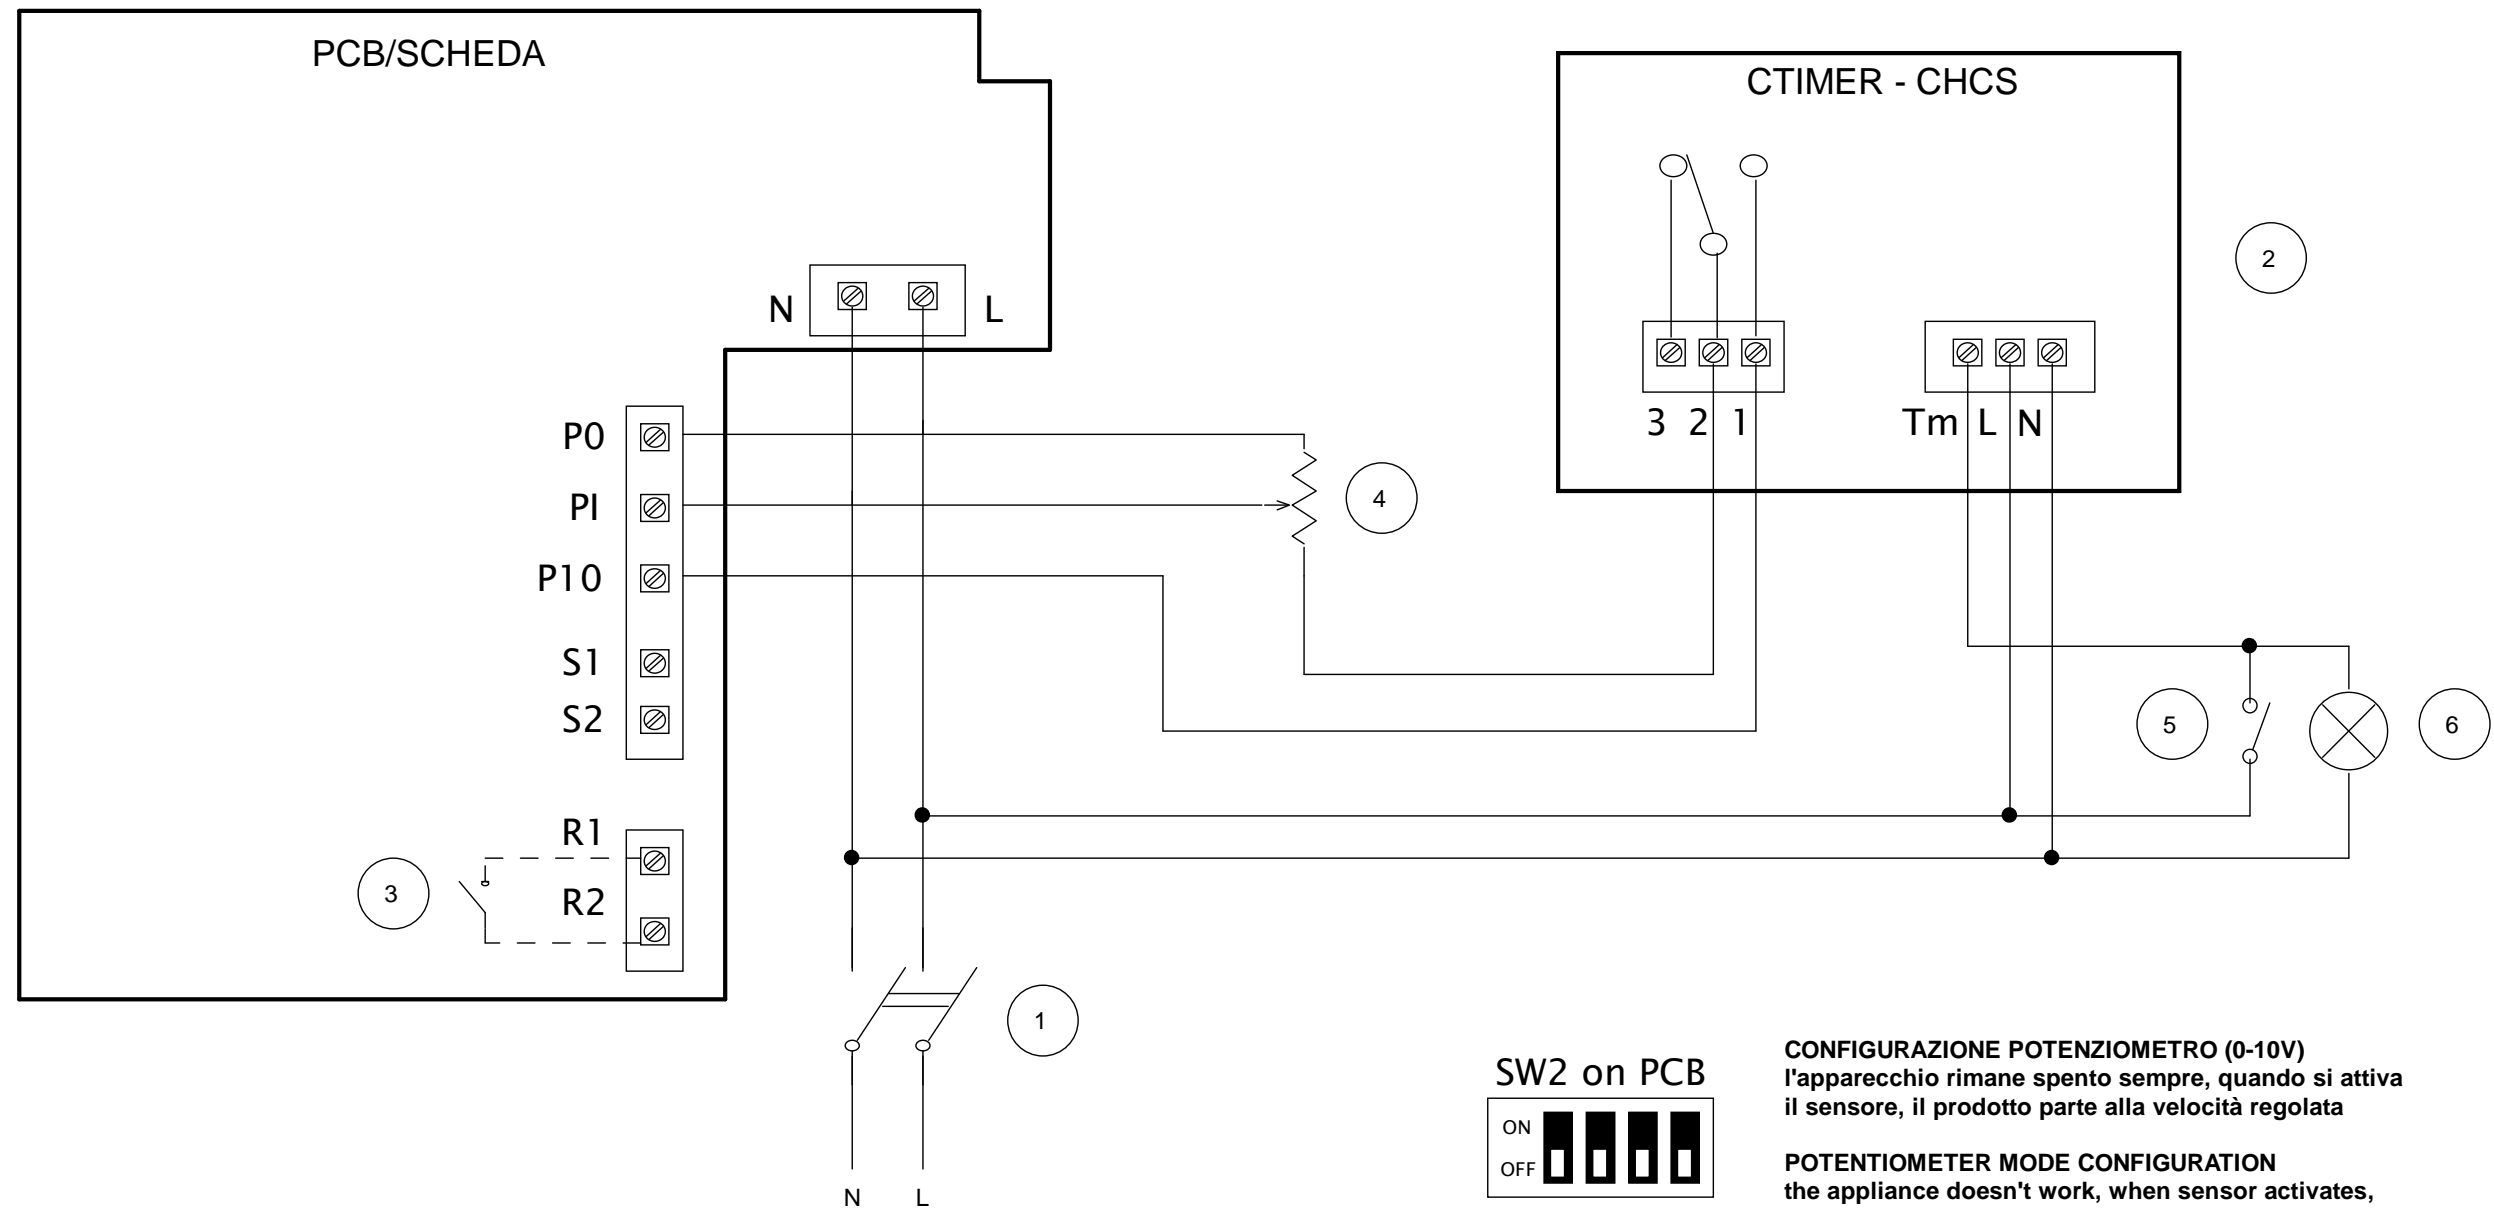 PCB/SCHEDA
CTIMER - CHCS
2
N
L
P0
PI
P10
S1
S2
4
3 2 1
Tm L N
5
6
R1
R2
3
1
N
L
SW2 on PCB
ON
OFF
CONFIGURAZIONE POTENZIOMETRO (0-10V)
l'apparecchio rimane spento sempre, quando si attiva
il sensore, il prodotto parte alla velocità regolata
POTENTIOMETER MODE CONFIGURATION
the appliance doesn't work, when sensor activates,